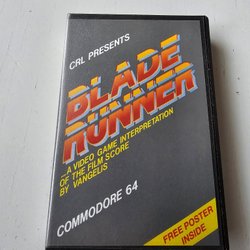 CRL PRESENTS
BLADE
RUNNER
...A VIDEO GAME INTERPRETATION
OF THE FILM SCORE
BY VANGELIS
COMMODORE 64
FREE POSTER
INSIDE